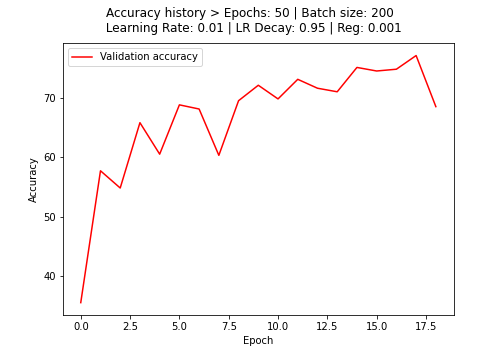 Accuracy history > Epochs: 50 | Batch size: 200
Learning Rate: 0.01 | LR Decay: 0.95 | Reg: 0.001
Validation accuracy
70
60
50
40
Accuracy
0.0 2.5 5.0 7.5 10.0 12.5 15.0 17.5
Epoch